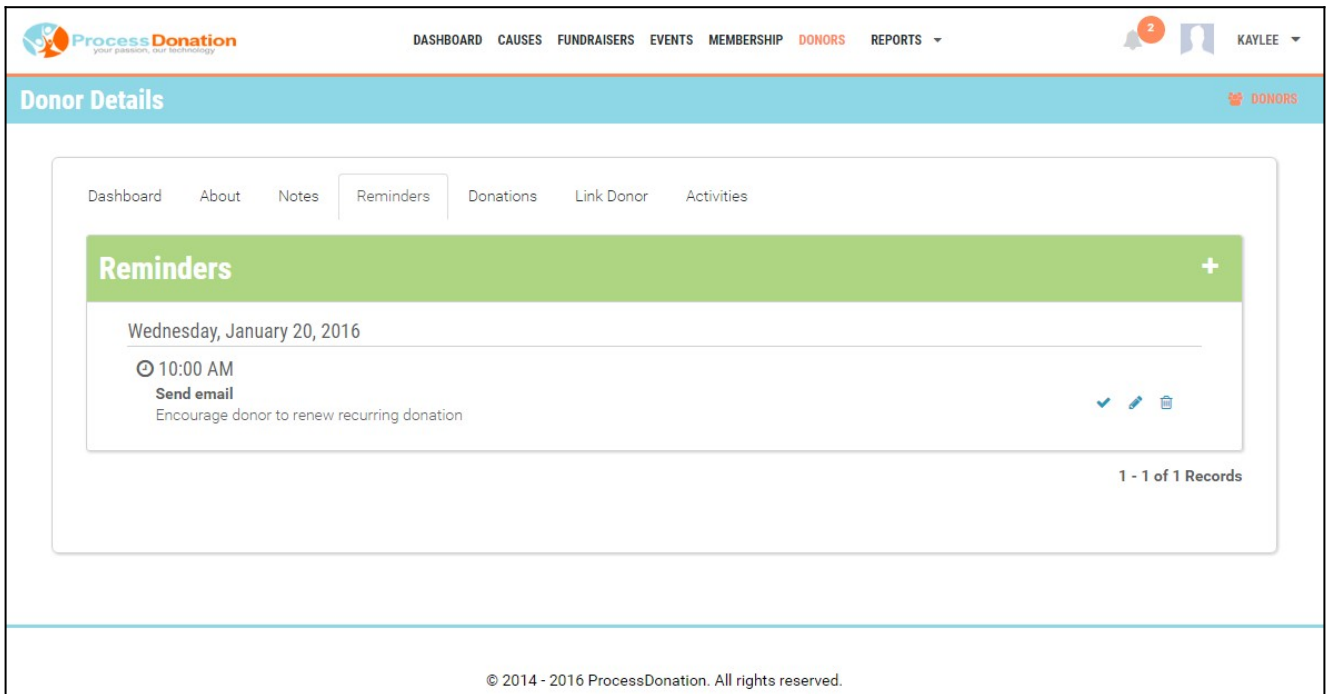 ProcessDonation
your passion, our technology
DASHBOARD CAUSES FUNDRAISERS EVENTS MEMBERSHIP DONORS REPORTS
2
KAYLEE
Donor Details
DONORS
Dashboard About Notes Reminders Donations Link Donor Activities
Reminders
+
Wednesday, January 20, 2016
10:00 AM
Send email
Encourage donor to renew recurring donation
1 - 1 of 1 Records
© 2014 - 2016 ProcessDonation. All rights reserved.